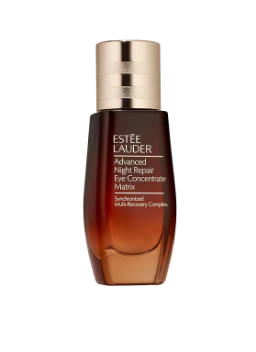 ESTĒE
LAUDER
Advanced
Night Repair
Eye Concentrate
Matrix
Synchronized
Multi-Recovery Complex